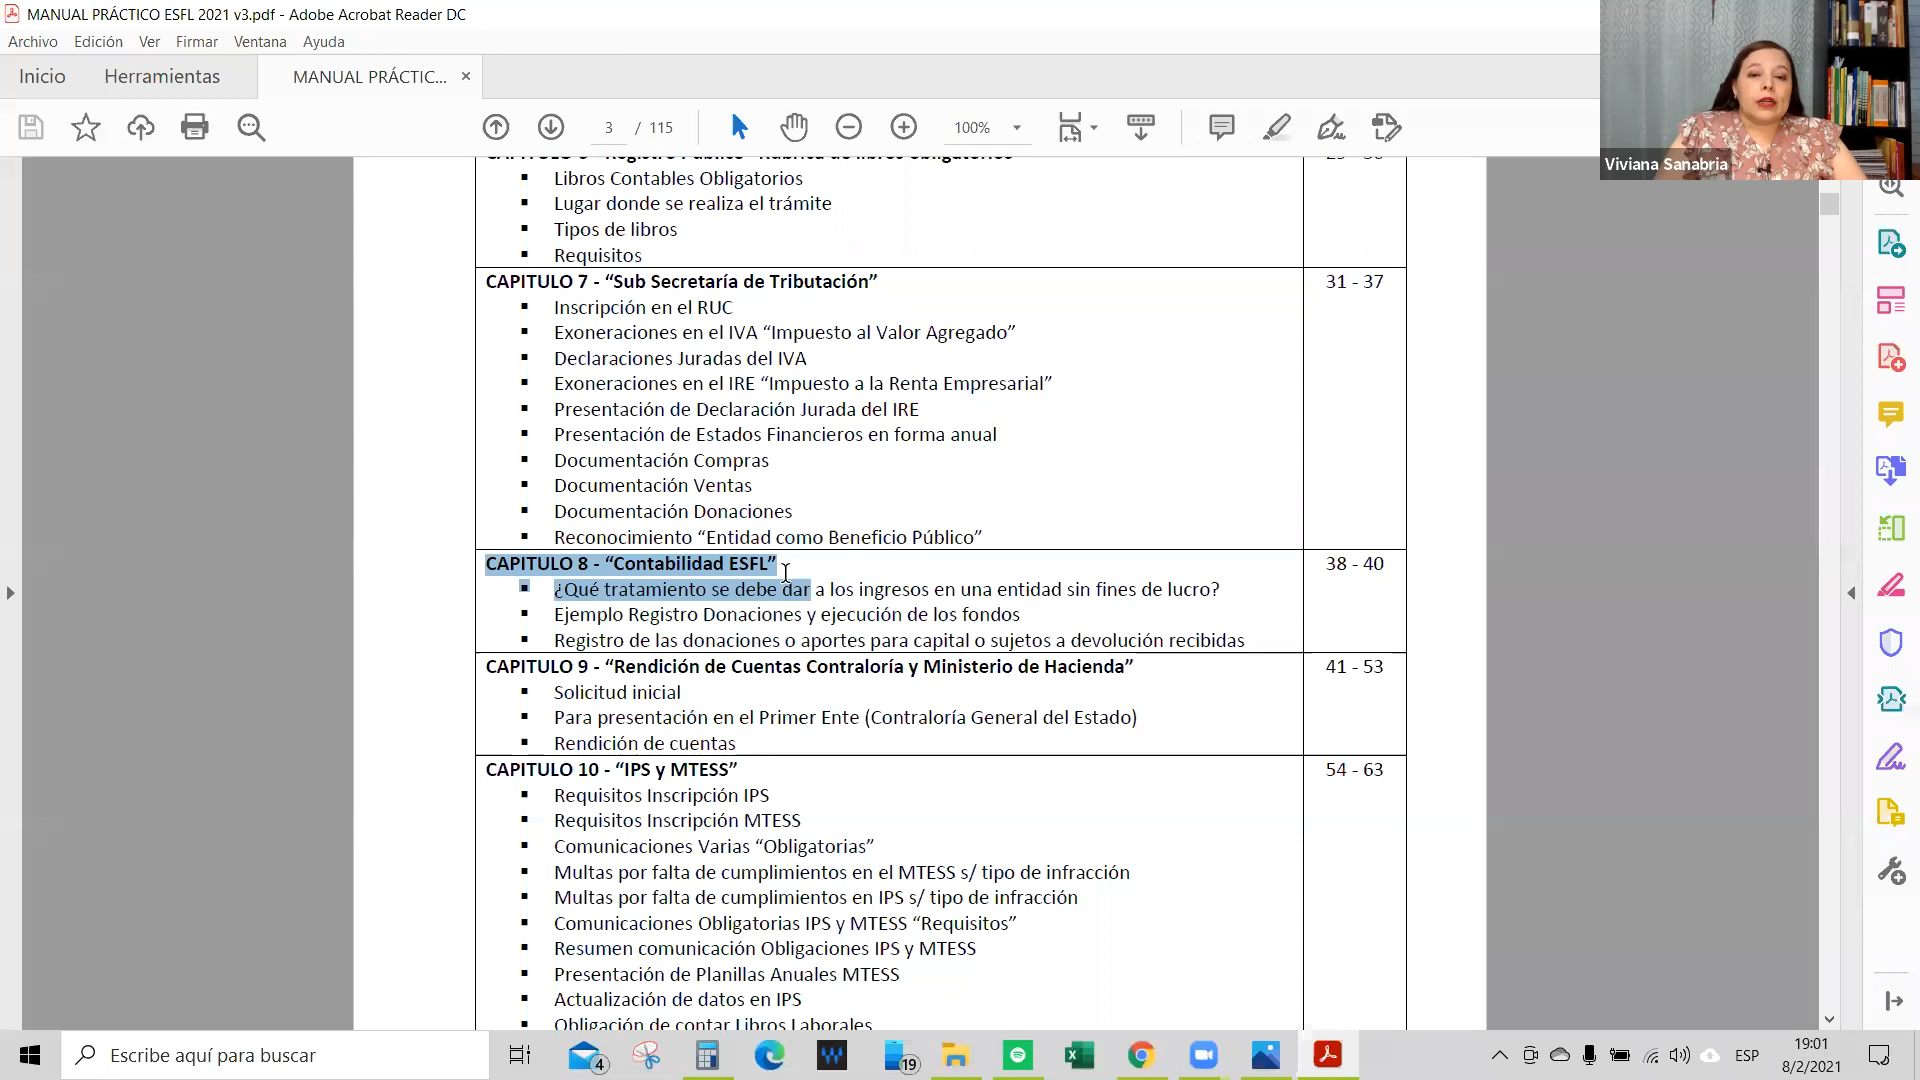 MANUAL PRÁCTICO ESFL 2021 v3.pdf - Adobe Acrobat Reader DC
Archivo Edición Ver Firmar Ventana Ayuda
Inicio Herramientas MANUAL PRÁCTIC... ×
3 / 115 100%
Viviana Sanabria
Libros Contables Obligatorios
Lugar donde se realiza el trámite
Tipos de libros
Requisitos
CAPITULO 7 - “Sub Secretaría de Tributación” 31 - 37
Inscripción en el RUC
Exoneraciones en el IVA “Impuesto al Valor Agregado”
Declaraciones Juradas del IVA
Exoneraciones en el IRE “Impuesto a la Renta Empresarial”
Presentación de Declaración Jurada del IRE
Presentación de Estados Financieros en forma anual
Documentación Compras
Documentación Ventas
Documentación Donaciones
Reconocimiento “Entidad como Beneficio Público”
CAPITULO 8 - “Contabilidad ESFL” 38 - 40
¿Qué tratamiento se debe dar a los ingresos en una entidad sin fines de lucro?
Ejemplo Registro Donaciones y ejecución de los fondos
Registro de las donaciones o aportes para capital o sujetos a devolución recibidas
CAPITULO 9 - “Rendición de Cuentas Contraloría y Ministerio de Hacienda” 41 - 53
Solicitud inicial
Para presentación en el Primer Ente (Contraloría General del Estado)
Rendición de cuentas
CAPITULO 10 - “IPS y MTESS” 54 - 63
Requisitos Inscripción IPS
Requisitos Inscripción MTESS
Comunicaciones Varias “Obligatorias”
Multas por falta de cumplimientos en el MTESS s/ tipo de infracción
Multas por falta de cumplimientos en IPS s/ tipo de infracción
Comunicaciones Obligatorias IPS y MTESS “Requisitos”
Resumen comunicación Obligaciones IPS y MTESS
Presentación de Planillas Anuales MTESS
Actualización de datos en IPS
Obligación de contar Libros Laborales
Escribe aquí para buscar 4 19 ESP 19:01
8/2/2021